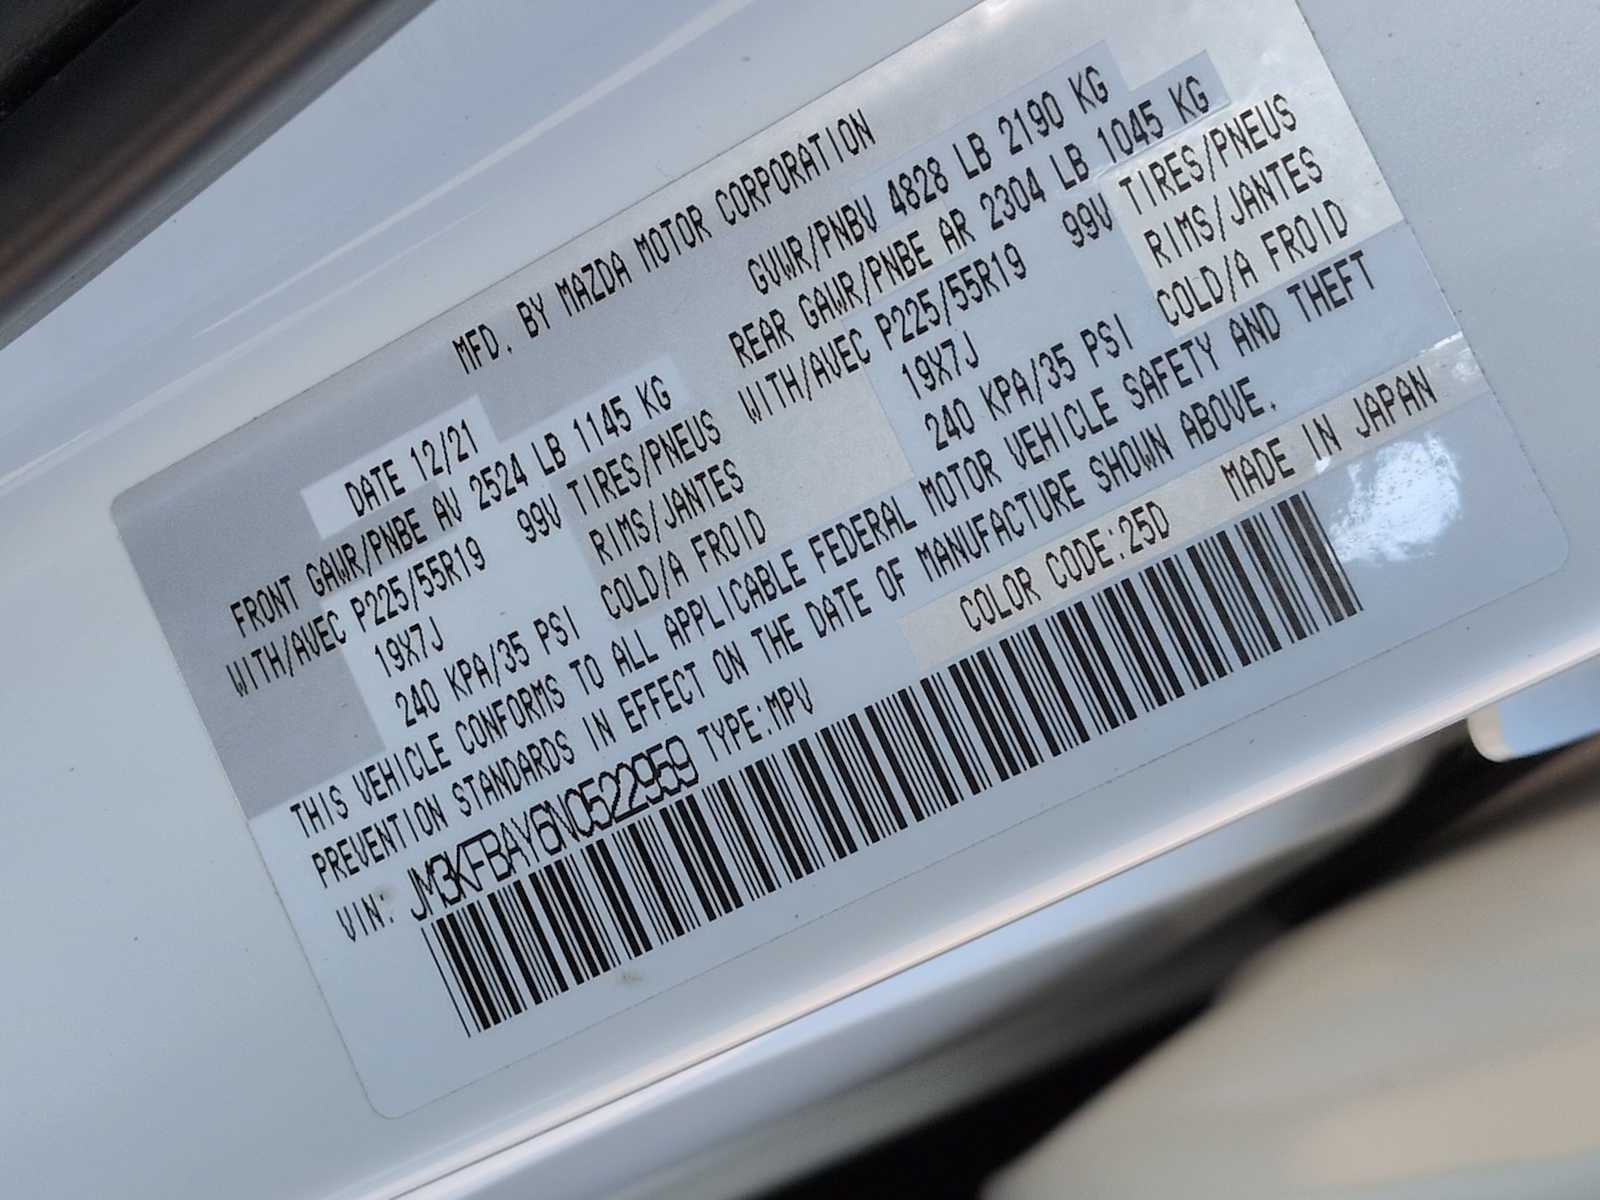 MFD. BY MAZDA MOTOR CORPORATION
DATE 12/21 GVWR/PNBV 4828 LB 2190 KG
FRONT GAWR/PNBE AV 2524 LB 1145 KG REAR GAWR/PNBE AR 2304 LB 1045 KG
WITH/AVEC P225/55R19 99V TIRES/PNEUS WITH/AVEC P225/55R19 99V TIRES/PNEUS
19X7J RIMS/JANTES 19X7J RIMS/JANTES
240 KPA/35 PSI COLD/A FROID 240 KPA/35 PSI COLD/A FROID
THIS VEHICLE CONFORMS TO ALL APPLICABLE FEDERAL MOTOR VEHICLE SAFETY AND THEFT
PREVENTION STANDARDS IN EFFECT ON THE DATE OF MANUFACTURE SHOWN ABOVE.
VIN: JM3KFBAY6NC522959 TYPE:MPV COLOR CODE:25D MADE IN JAPAN